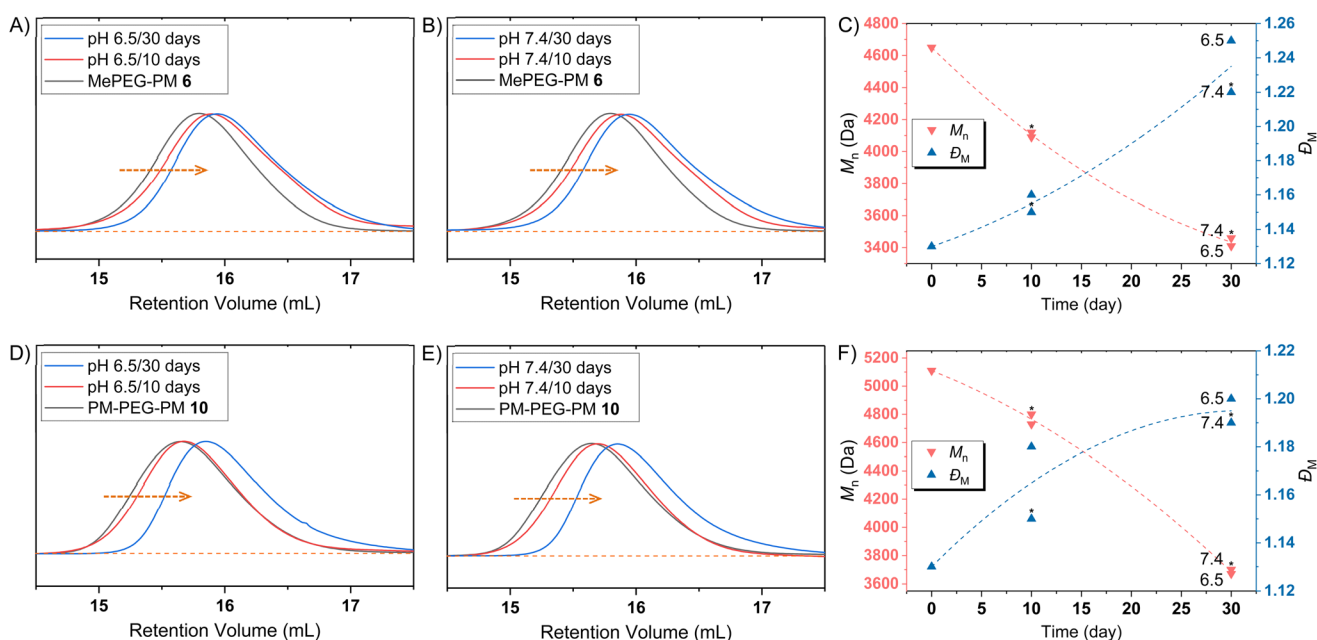 A)
pH 6.5/30 days
pH 6.5/10 days
MePEG-PM 6
15 16 17
Retention Volume (mL)
B)
pH 7.4/30 days
pH 7.4/10 days
MePEG-PM 6
15 16 17
Retention Volume (mL)
C)
4800
4600
4400
4200
4000
3800
3600
3400
Mn (Da)
Mn
ĐM
*
*
6.5
*
7.4
7.4 *
6.5
1.26
1.24
1.22
1.20
1.18
1.16
1.14
1.12
ĐM
0 5 10 15 20 25 30
Time (day)
D)
pH 6.5/30 days
pH 6.5/10 days
PM-PEG-PM 10
15 16 17
Retention Volume (mL)
E)
pH 7.4/30 days
pH 7.4/10 days
PM-PEG-PM 10
15 16 17
Retention Volume (mL)
F)
5200
5000
4800
4600
4400
4200
4000
3800
3600
Mn (Da)
Mn
ĐM
*
*
6.5
7.4 *
7.4 *
6.5
1.22
1.20
1.18
1.16
1.14
1.12
ĐM
0 5 10 15 20 25 30
Time (day)